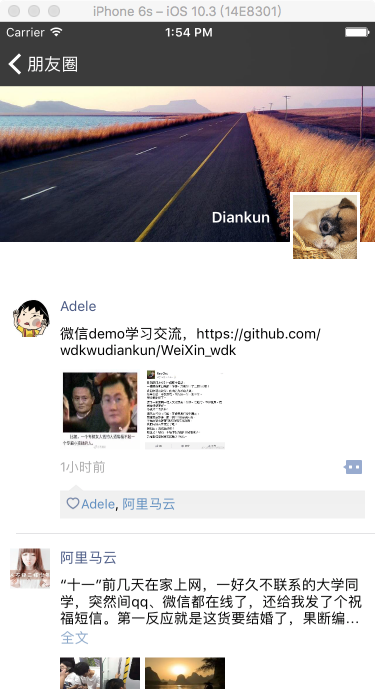 iPhone 6s – iOS 10.3 (14E8301)
Carrier 1:54 PM
朋友圈
Diankun
Adele
微信demo学习交流，https://github.com/
wdkwudiankun/WeiXin_wdk
1小时前
Adele, 阿里马云
阿里马云
“十一”前几天在家上网，一好久不联系的大学同
学，突然间qq、微信都在线了，还给我发了个祝
福短信。第一反应就是这货要结婚了，果断编...
全文